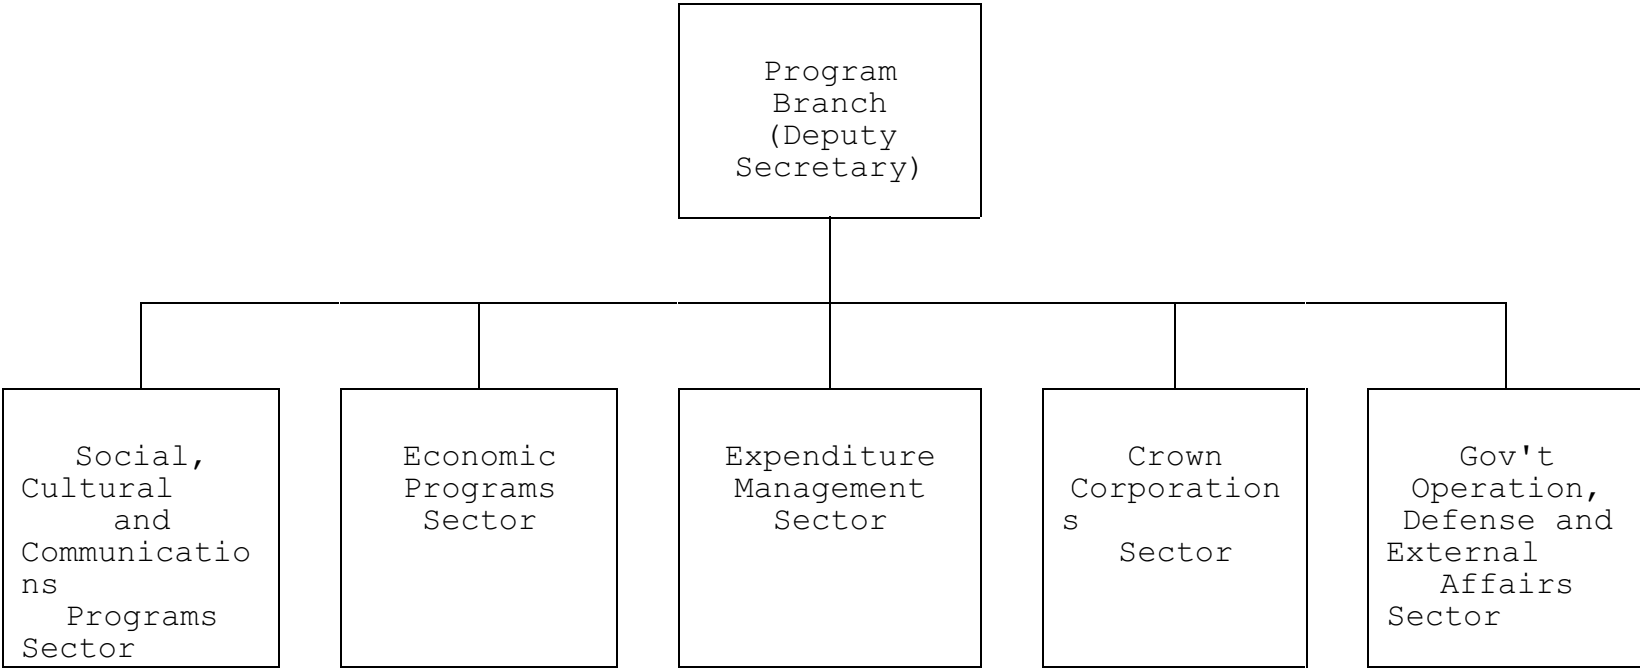 Program
Branch
(Deputy
Secretary)
Social,
Cultural
and
Communicatio
ns
Programs
Sector
Economic
Programs
Sector
Expenditure
Management
Sector
Crown
Corporation
s
Sector
Gov't
Operation,
Defense and
External
Affairs
Sector